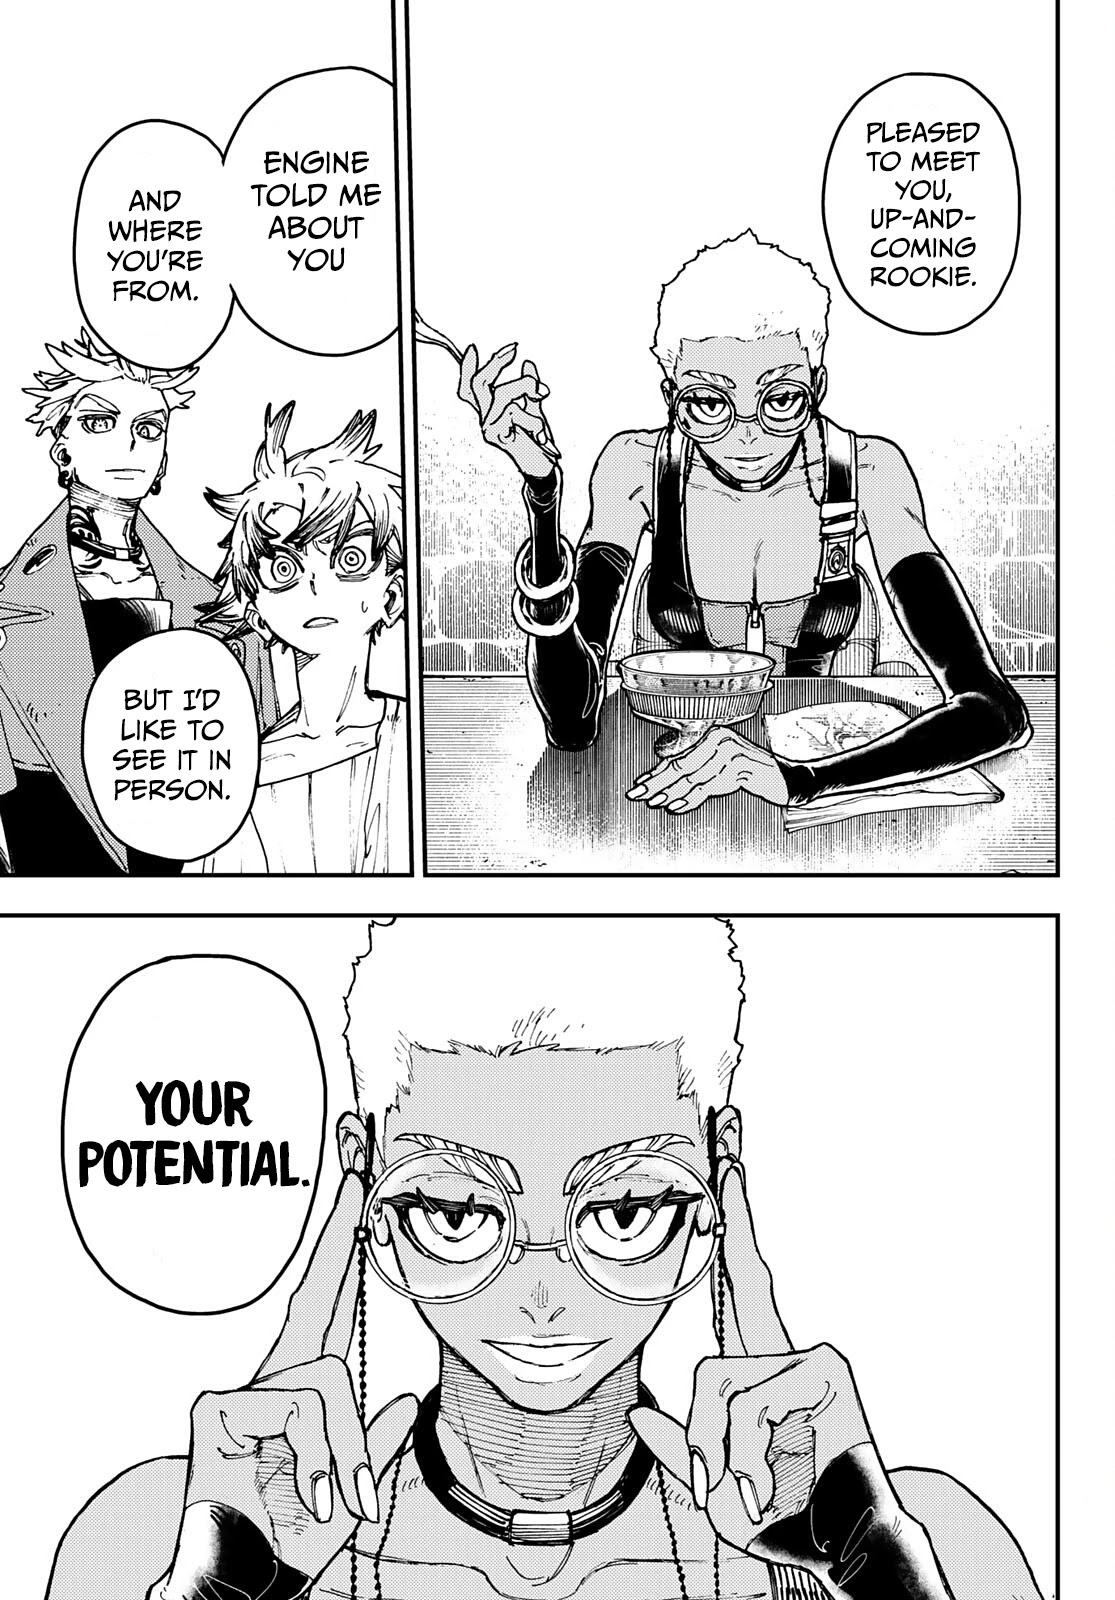 PLEASED
TO MEET
YOU,
UP-AND-
COMING
ROOKIE.
ENGINE
TOLD ME
ABOUT
YOU
AND
WHERE
YOU'RE
FROM.
BUT I'D
LIKE TO
SEE IT IN
PERSON.
YOUR
POTENTIAL.